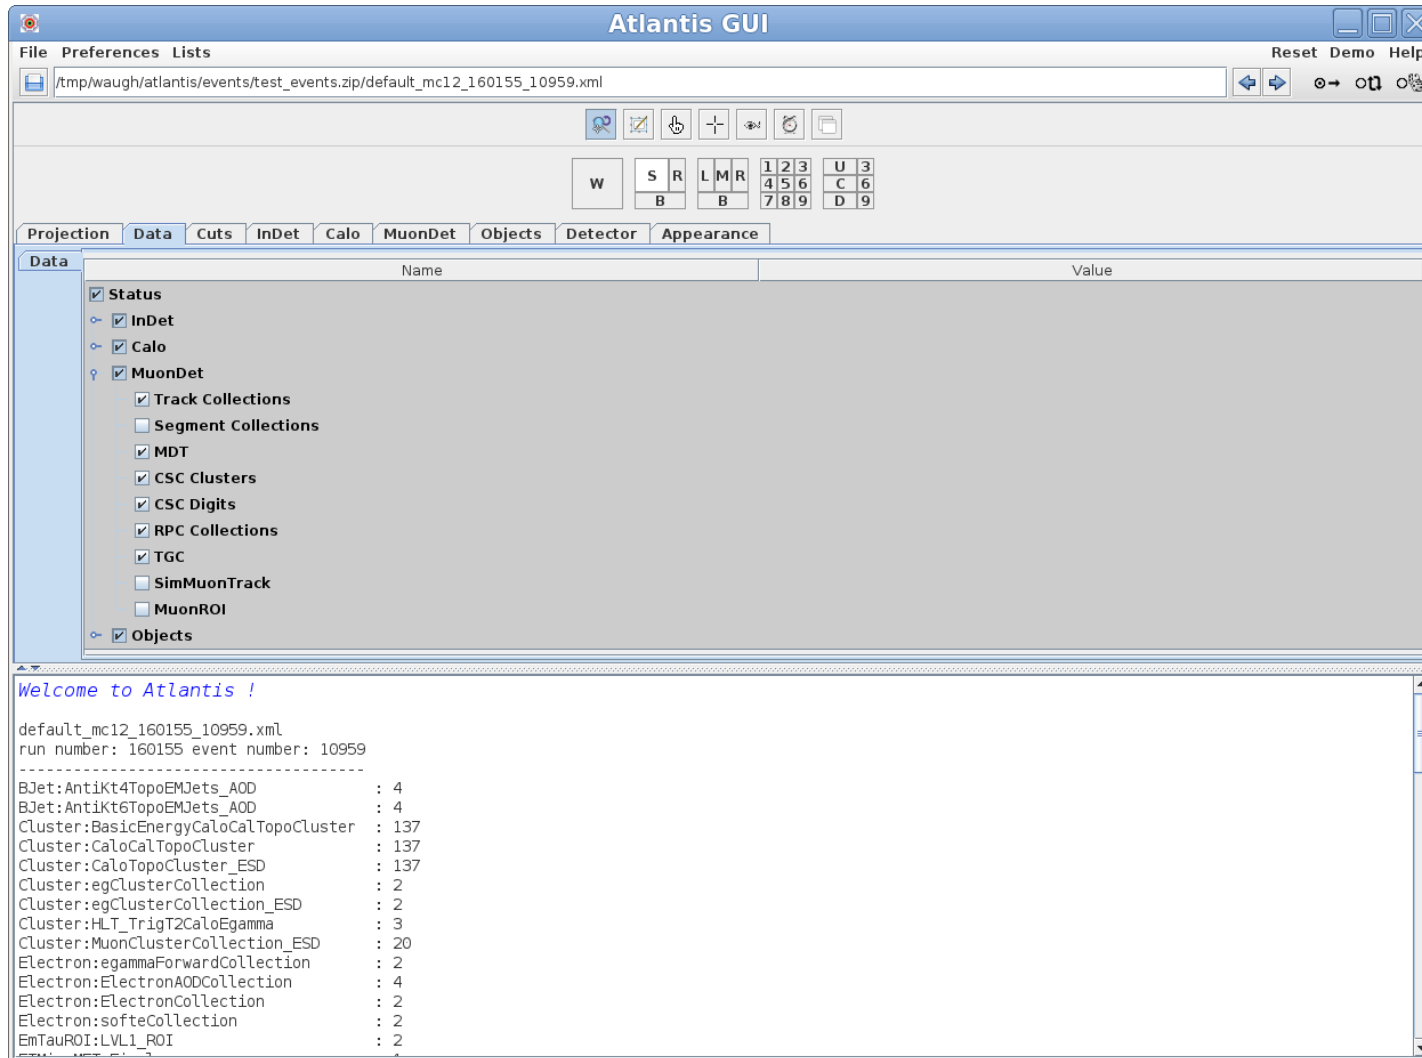 Atlantis GUI
File Preferences Lists Reset Demo Help
/tmp/waugh/atlantis/events/test_events.zip/default_mc12_160155_10959.xml
W S R B L M R B 1 2 3 4 5 6 7 8 9 U 3 C 6 D 9
Projection Data Cuts InDet Calo MuonDet Objects Detector Appearance
Data
Name Value
Status
InDet
Calo
MuonDet
Track Collections
Segment Collections
MDT
CSC Clusters
CSC Digits
RPC Collections
TGC
SimMuonTrack
MuonROI
Objects
Welcome to Atlantis !
default_mc12_160155_10959.xml
run number: 160155 event number: 10959
--------------------------------------
BJet:AntiKt4TopoEMJets_AOD : 4
BJet:AntiKt6TopoEMJets_AOD : 4
Cluster:BasicEnergyCaloCalTopoCluster : 137
Cluster:CaloCalTopoCluster : 137
Cluster:CaloTopoCluster_ESD : 137
Cluster:egClusterCollection : 2
Cluster:egClusterCollection_ESD : 2
Cluster:HLT_TrigT2CaloEgamma : 3
Cluster:MuonClusterCollection_ESD : 20
Electron:egammaForwardCollection : 2
Electron:ElectronAODCollection : 4
Electron:ElectronCollection : 2
Electron:softeCollection : 2
EmTauROI:LVL1_ROI : 2